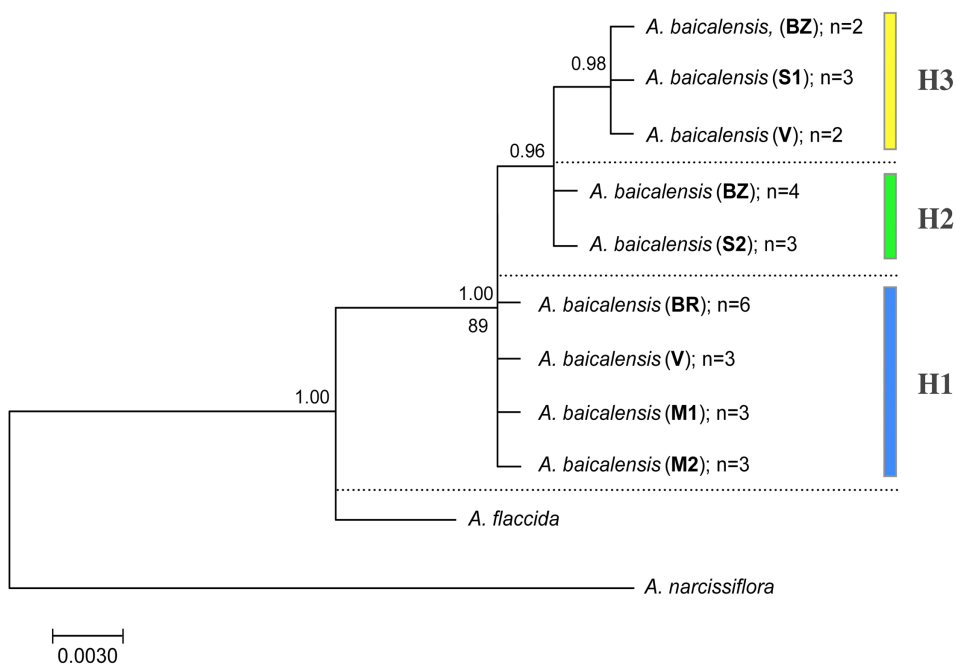 A. baicalensis, (BZ); n=2
0.98
A. baicalensis (S1); n=3
H3
A. baicalensis (V); n=2
0.96
A. baicalensis (BZ); n=4
H2
A. baicalensis (S2); n=3
1.00
A. baicalensis (BR); n=6
89
A. baicalensis (V); n=3
H1
1.00
A. baicalensis (M1); n=3
A. baicalensis (M2); n=3
A. flaccida
A. narcissiflora
0.0030